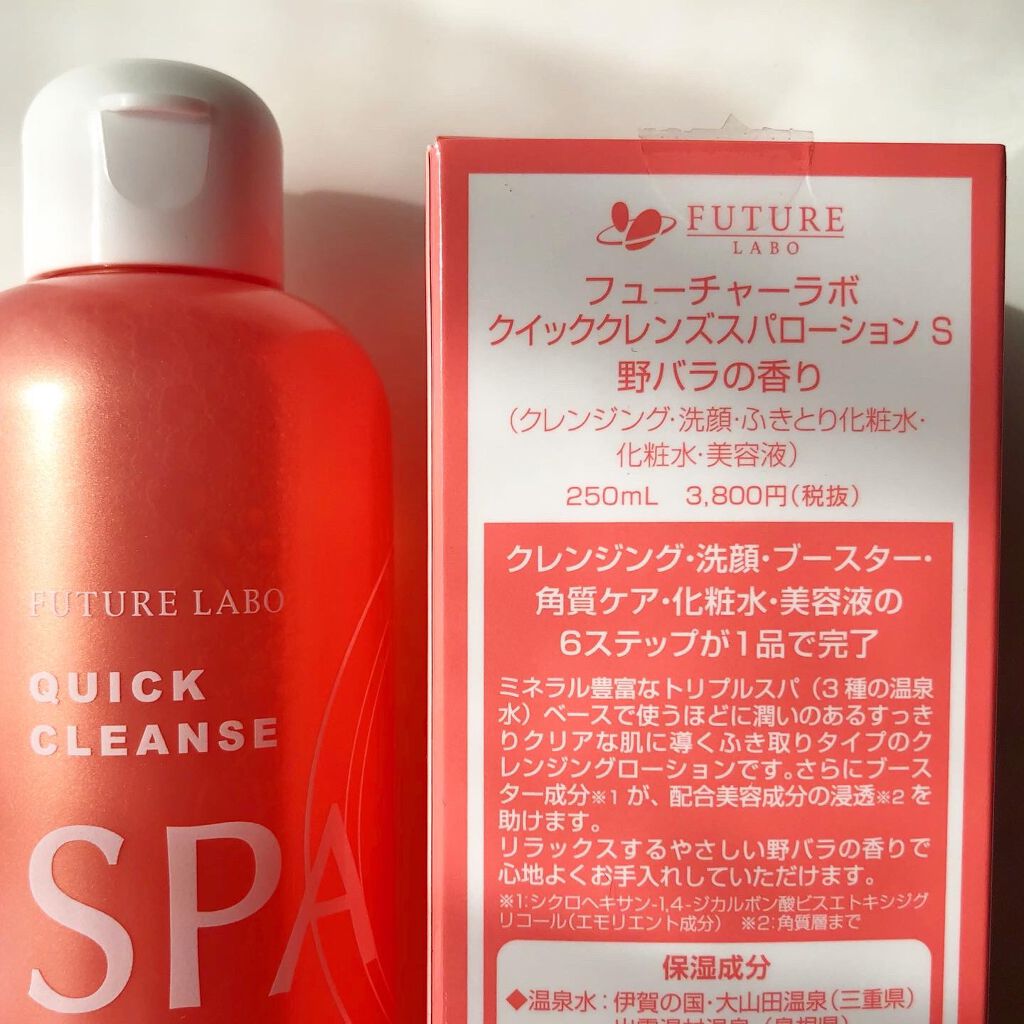 FUTURE LABO
QUICK
CLEANSE
SPA
FUTURE
LABO
フューチャーラボ
クイッククレンズスパローション S
野バラの香り
(クレンジング・洗顔・ふきとり化粧水・
化粧水・美容液)
250mL 3,800円(税抜)
クレンジング・洗顔・ブースター・
角質ケア・化粧水・美容液の
6ステップが1品で完了
ミネラル豊富なトリプルスパ(3種の温泉
水)ベースで使うほどに潤いのあるすっき
りクリアな肌に導くふき取りタイプのク
レンジングローションです。さらにブース
ター成分※1が、配合美容成分の浸透※2を
助けます。
リラックスするやさしい野バラの香りで
心地よくお手入れしていただけます。
※1:シクロヘキサン-1,4-ジカルボン酸ビスエトキシジグ
リコール(エモリエント成分) ※2:角質層まで
保湿成分
◆温泉水:伊賀の国・大山田温泉(三重県)